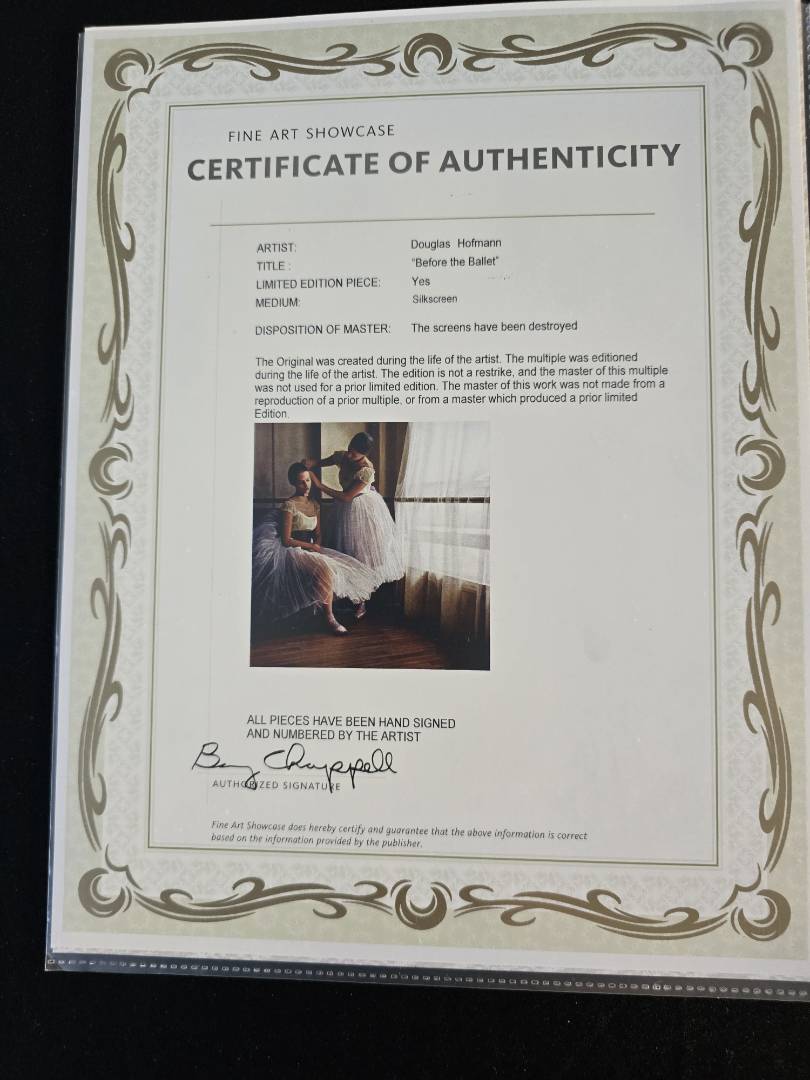 FINE ART SHOWCASE
CERTIFICATE OF AUTHENTICITY
ARTIST: Douglas Hofmann
TITLE : "Before the Ballet"
LIMITED EDITION PIECE: Yes
MEDIUM: Silkscreen
DISPOSITION OF MASTER: The screens have been destroyed
The Original was created during the life of the artist. The multiple was editioned
during the life of the artist. The edition is not a restrike, and the master of this multiple
was not used for a prior limited edition. The master of this work was not made from a
reproduction of a prior multiple, or from a master which produced a prior limited
Edition.
ALL PIECES HAVE BEEN HAND SIGNED
AND NUMBERED BY THE ARTIST
Chappell
AUTHORIZED SIGNATURE
Fine Art Showcase does hereby certify and guarantee that the above information is correct
based on the information provided by the publisher.